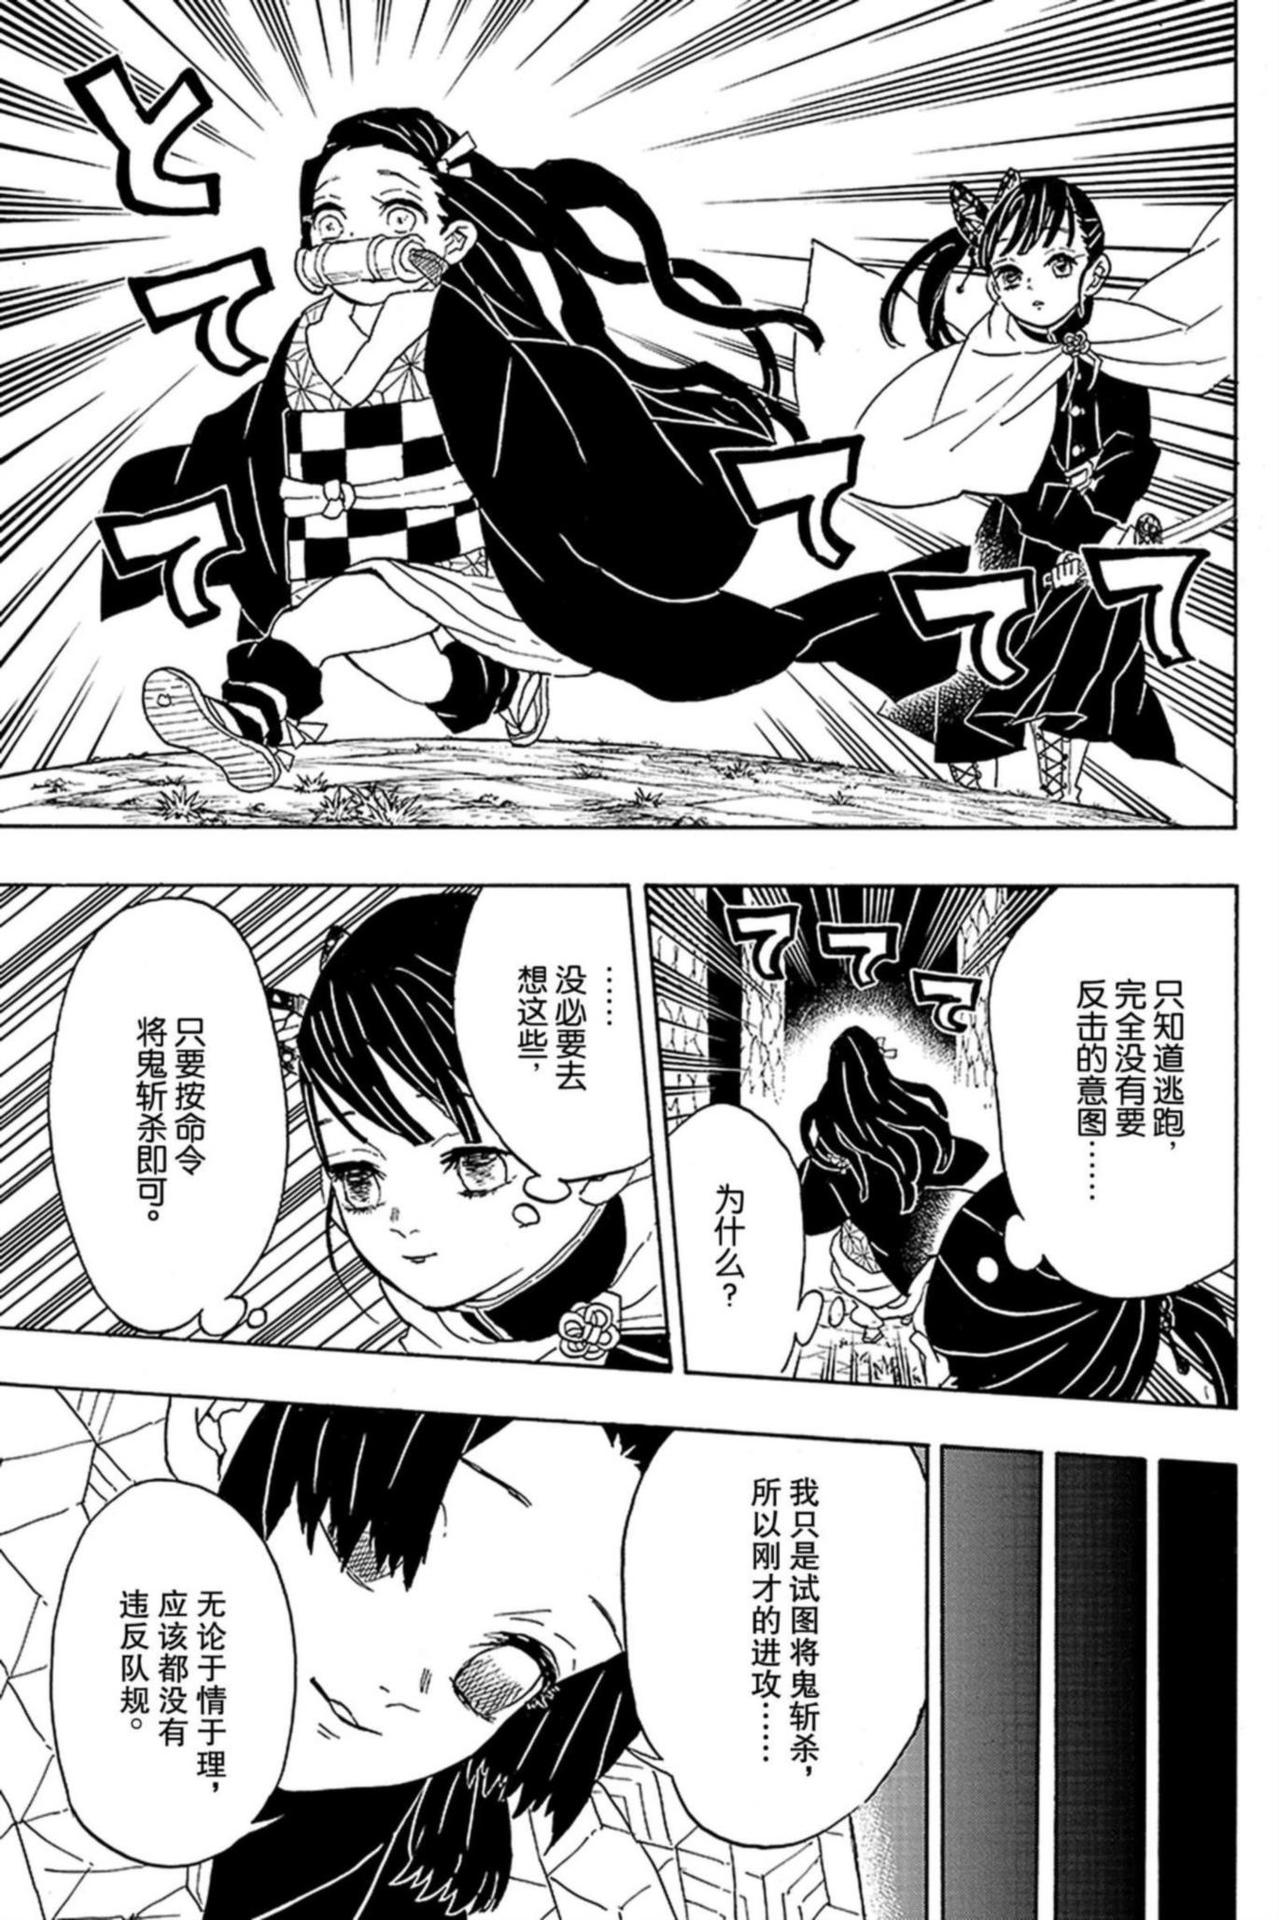 と
て
て
て
て
て
只知道逃跑，
完全没有要
反击的意图……
て
て
て
为什么？
……
没必要去
想这些，
只要按命令
将鬼斩杀即可。
我只是试图将鬼斩杀，
所以刚才的进攻……
无论于情于理，
应该都没有
违反队规。